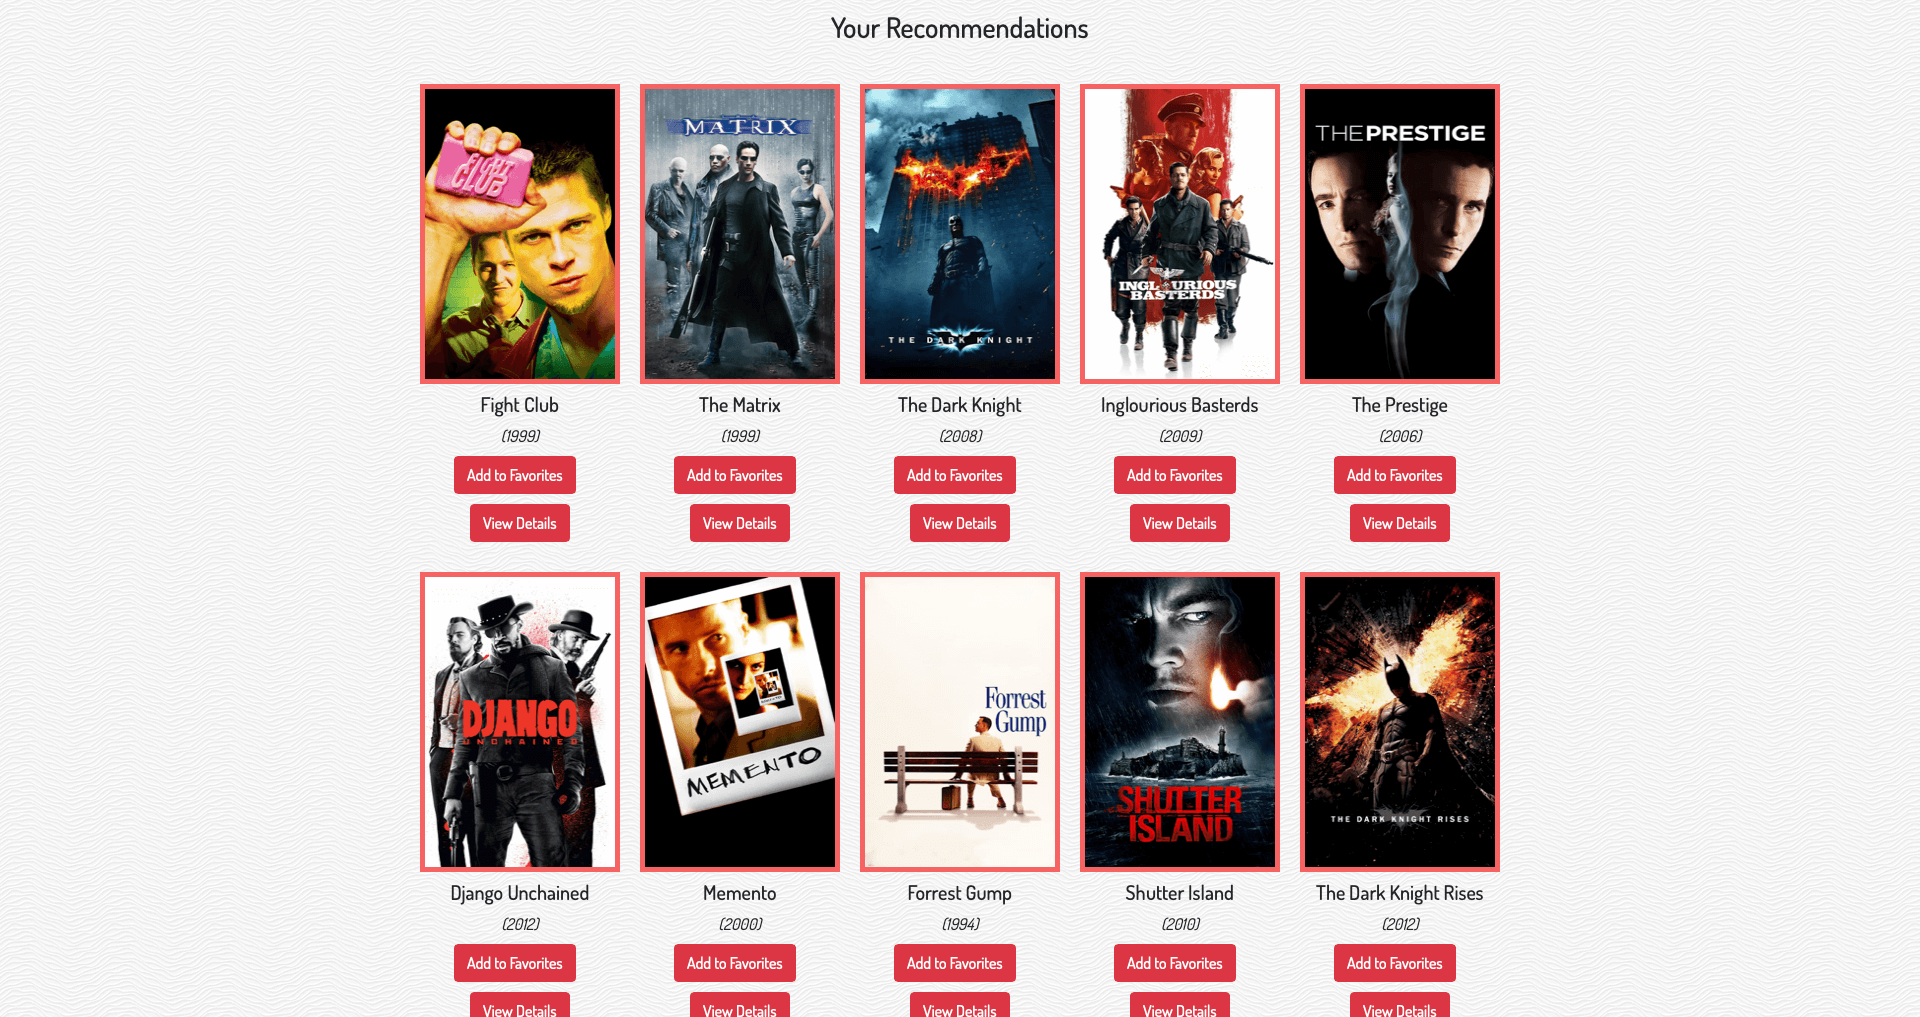 Your Recommendations
FIGHT
CLUB
MATRIX
THE DARK KNIGHT
INGLOURIOUS
BASTERDS
THE PRESTIGE
Fight Club
The Matrix
The Dark Knight
Inglourious Basterds
The Prestige
(1999)
(1999)
(2008)
(2009)
(2006)
Add to Favorites
Add to Favorites
Add to Favorites
Add to Favorites
Add to Favorites
View Details
View Details
View Details
View Details
View Details
DJANGO
UNCHAINED
MEMENTO
Forrest
Gump
SHUTTER
ISLAND
THE DARK KNIGHT RISES
Django Unchained
Memento
Forrest Gump
Shutter Island
The Dark Knight Rises
(2012)
(2000)
(1994)
(2010)
(2012)
Add to Favorites
Add to Favorites
Add to Favorites
Add to Favorites
Add to Favorites
View Details
View Details
View Details
View Details
View Details